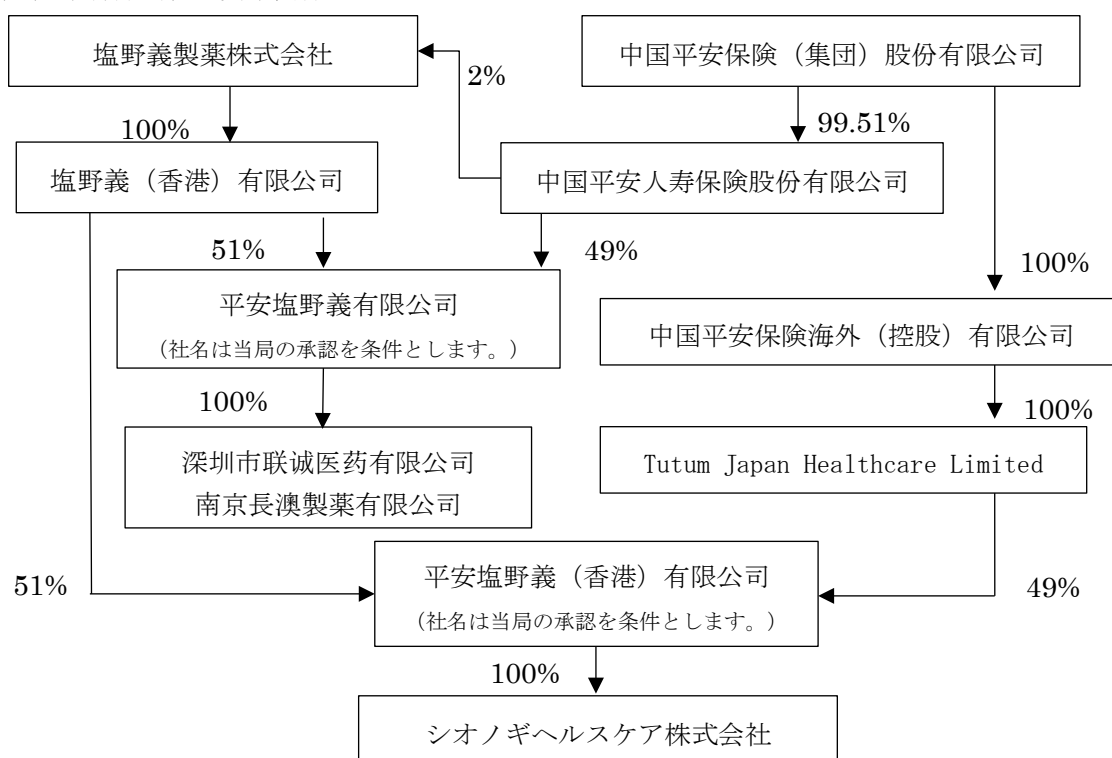 塩野義製薬株式会社
中国平安保険（集団）股份有限公司
2%
100%
99.51%
塩野義（香港）有限公司
中国平安人寿保険股份有限公司
51%
49%
100%
平安塩野義有限公司
（社名は当局の承認を条件とします。）
中国平安保険海外（控股）有限公司
100%
100%
深圳市联诚医药有限公司
南京長澳製薬有限公司
Tutum Japan Healthcare Limited
51%
平安塩野義（香港）有限公司
（社名は当局の承認を条件とします。）
49%
100%
シオノギヘルスケア株式会社